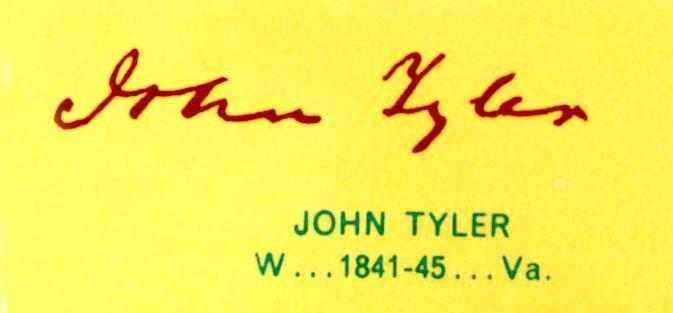 John Tyler
JOHN TYLER
W...1841-45...Va.